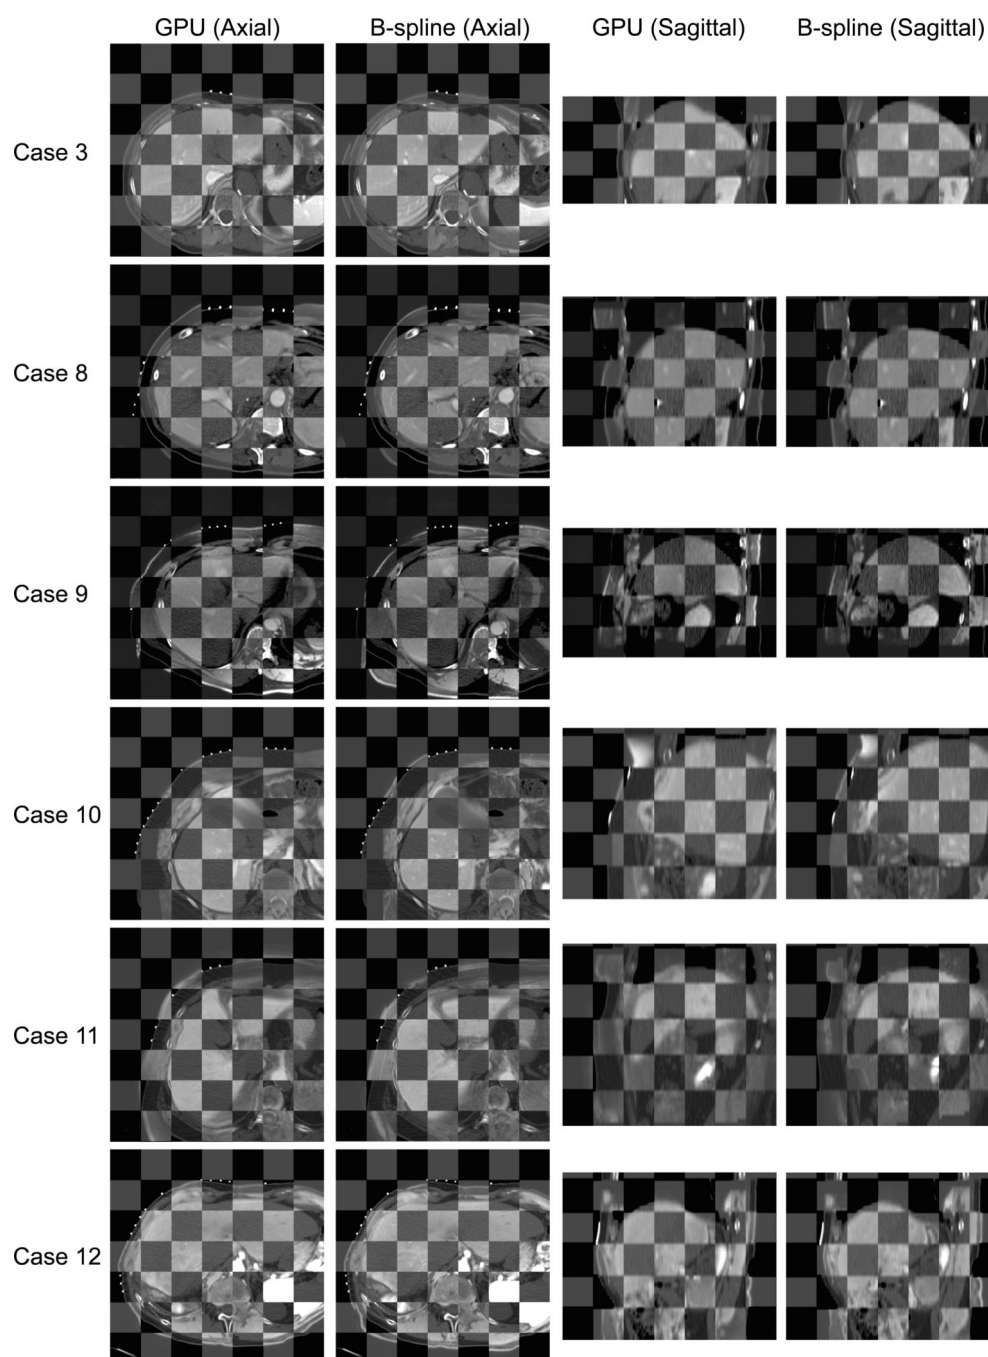 GPU (Axial) B-spline (Axial) GPU (Sagittal) B-spline (Sagittal)
Case 3
Case 8
Case 9
Case 10
Case 11
Case 12